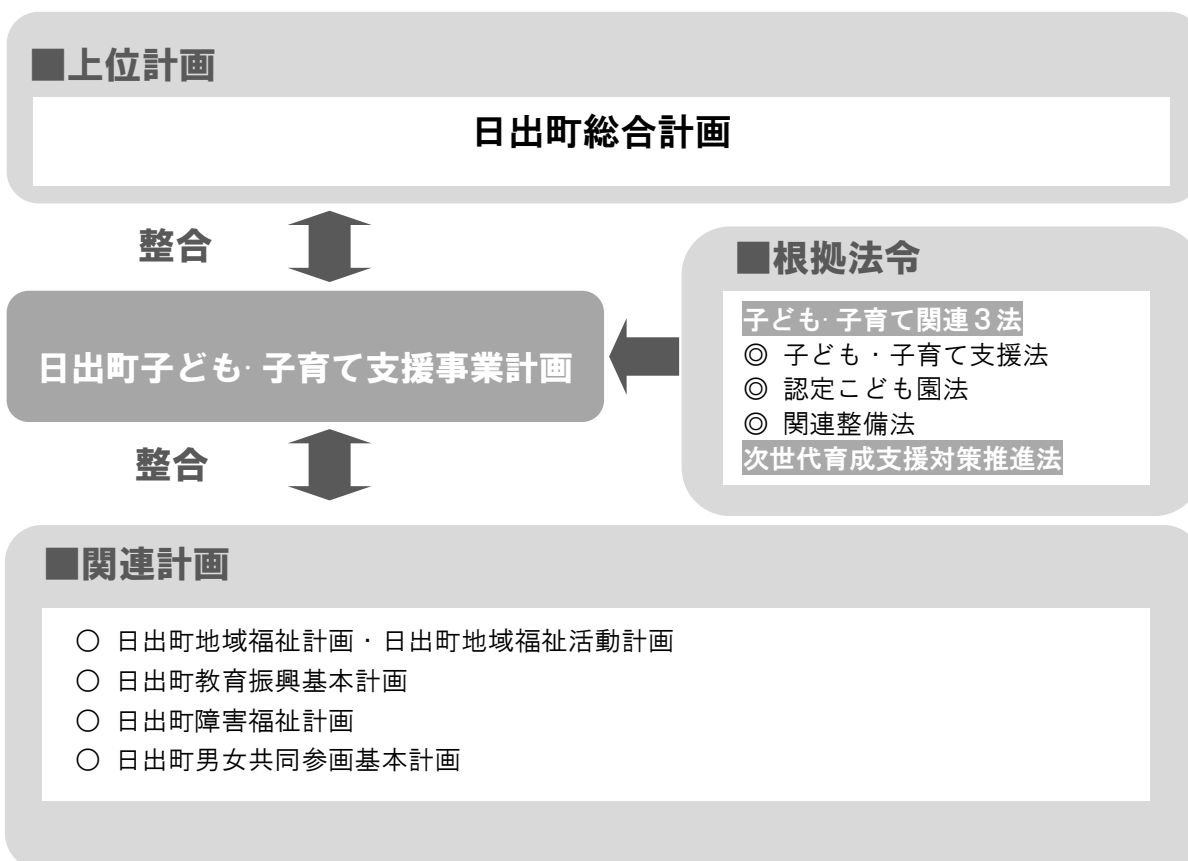 ■上位計画
日出町総合計画
整合
■根拠法令
子ども・子育て関連３法
◎ 子ども・子育て支援法
◎ 認定こども園法
◎ 関連整備法
次世代育成支援対策推進法
日出町子ども・子育て支援事業計画
整合
■関連計画
○ 日出町地域福祉計画・日出町地域福祉活動計画
○ 日出町教育振興基本計画
○ 日出町障害福祉計画
○ 日出町男女共同参画基本計画